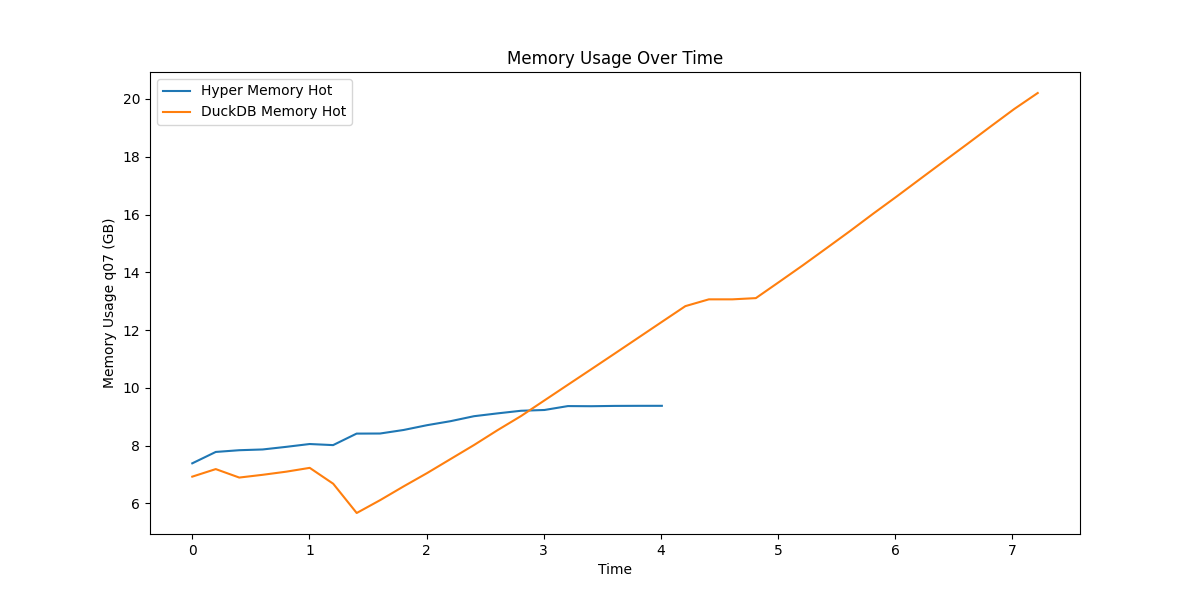 Memory Usage Over Time
Hyper Memory Hot
DuckDB Memory Hot
Memory Usage q07 (GB)
20
18
16
14
12
10
8
6
0 1 2 3 4 5 6 7
Time